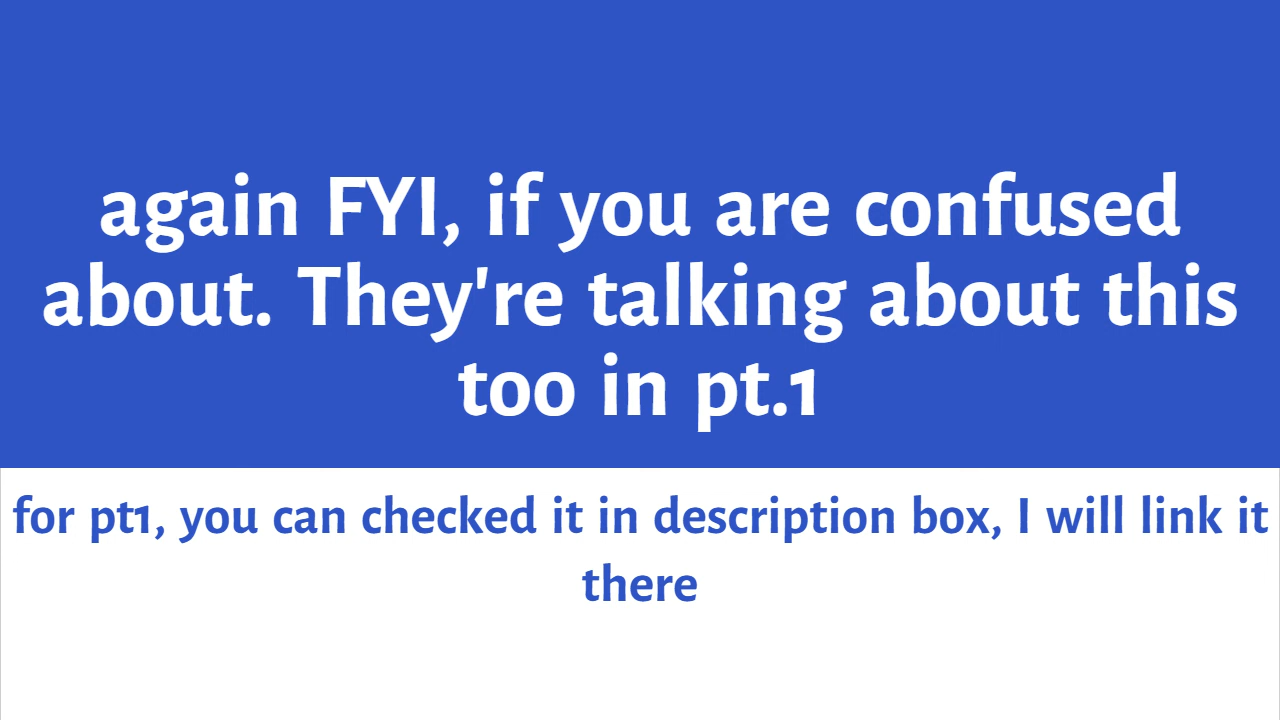 again FYI, if you are confused
about. They're talking about this
too in pt.1
for pt1, you can checked it in description box, I will link it
there